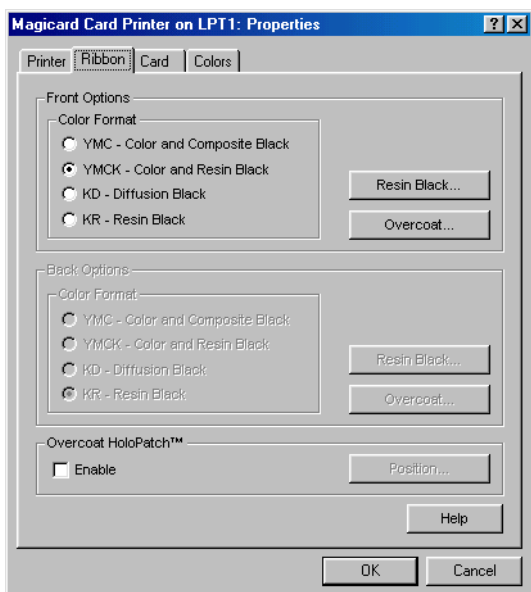 Magicard Card Printer on LPT1: Properties
Printer Ribbon Card Colors
Front Options
Color Format
YMC - Color and Composite Black
YMCK - Color and Resin Black
KD - Diffusion Black
KR - Resin Black
Resin Black...
Overcoat...
Back Options
Color Format
YMC - Color and Composite Black
YMCK - Color and Resin Black
KD - Diffusion Black
KR - Resin Black
Resin Black...
Overcoat...
Overcoat HoloPatch™
Enable
Position...
Help
OK Cancel